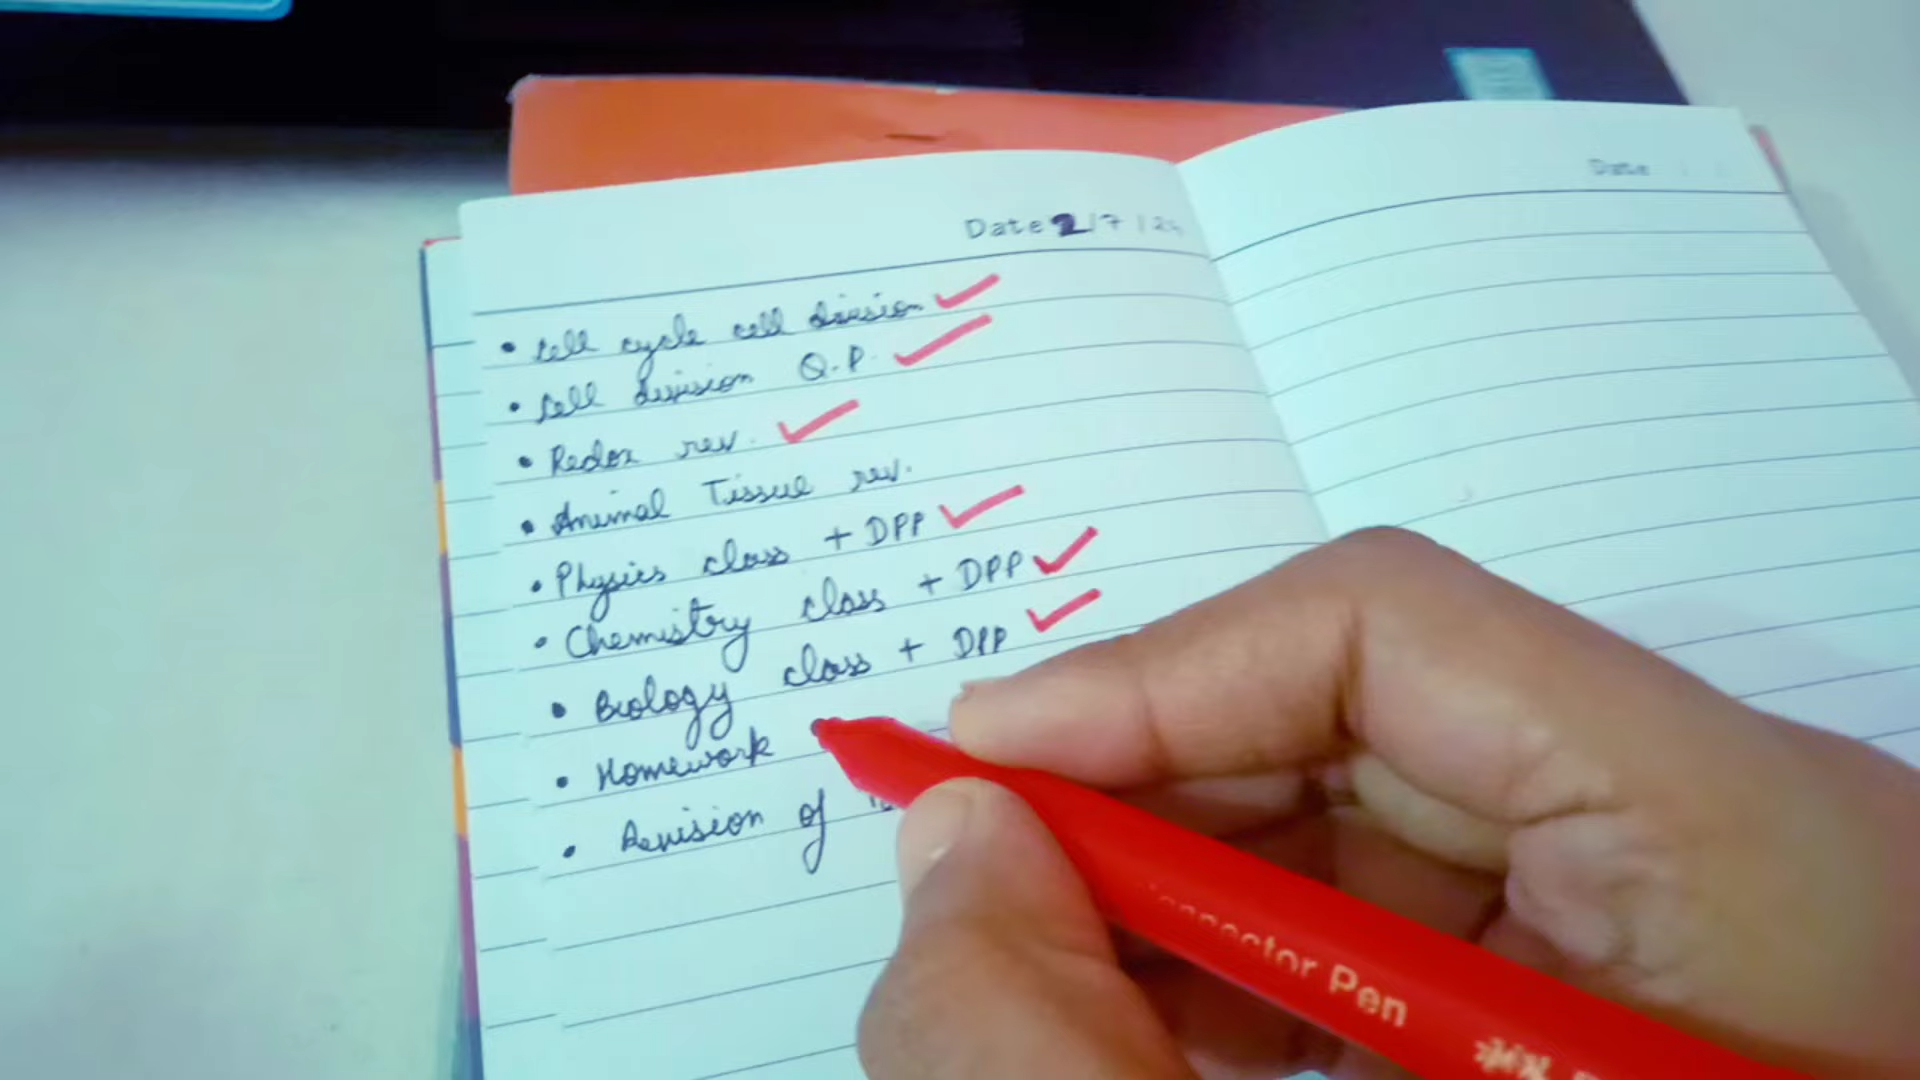 Date 2/7/24
• Cell cycle cell division ✓
• Cell division Q.P. ✓
• Redox rev. ✓
• Animal Tissue rev.
• Physics class + DPP ✓
• Chemistry class + DPP ✓
• Biology class + DPP ✓
• Homework
• Revision of
Date
Connector Pen